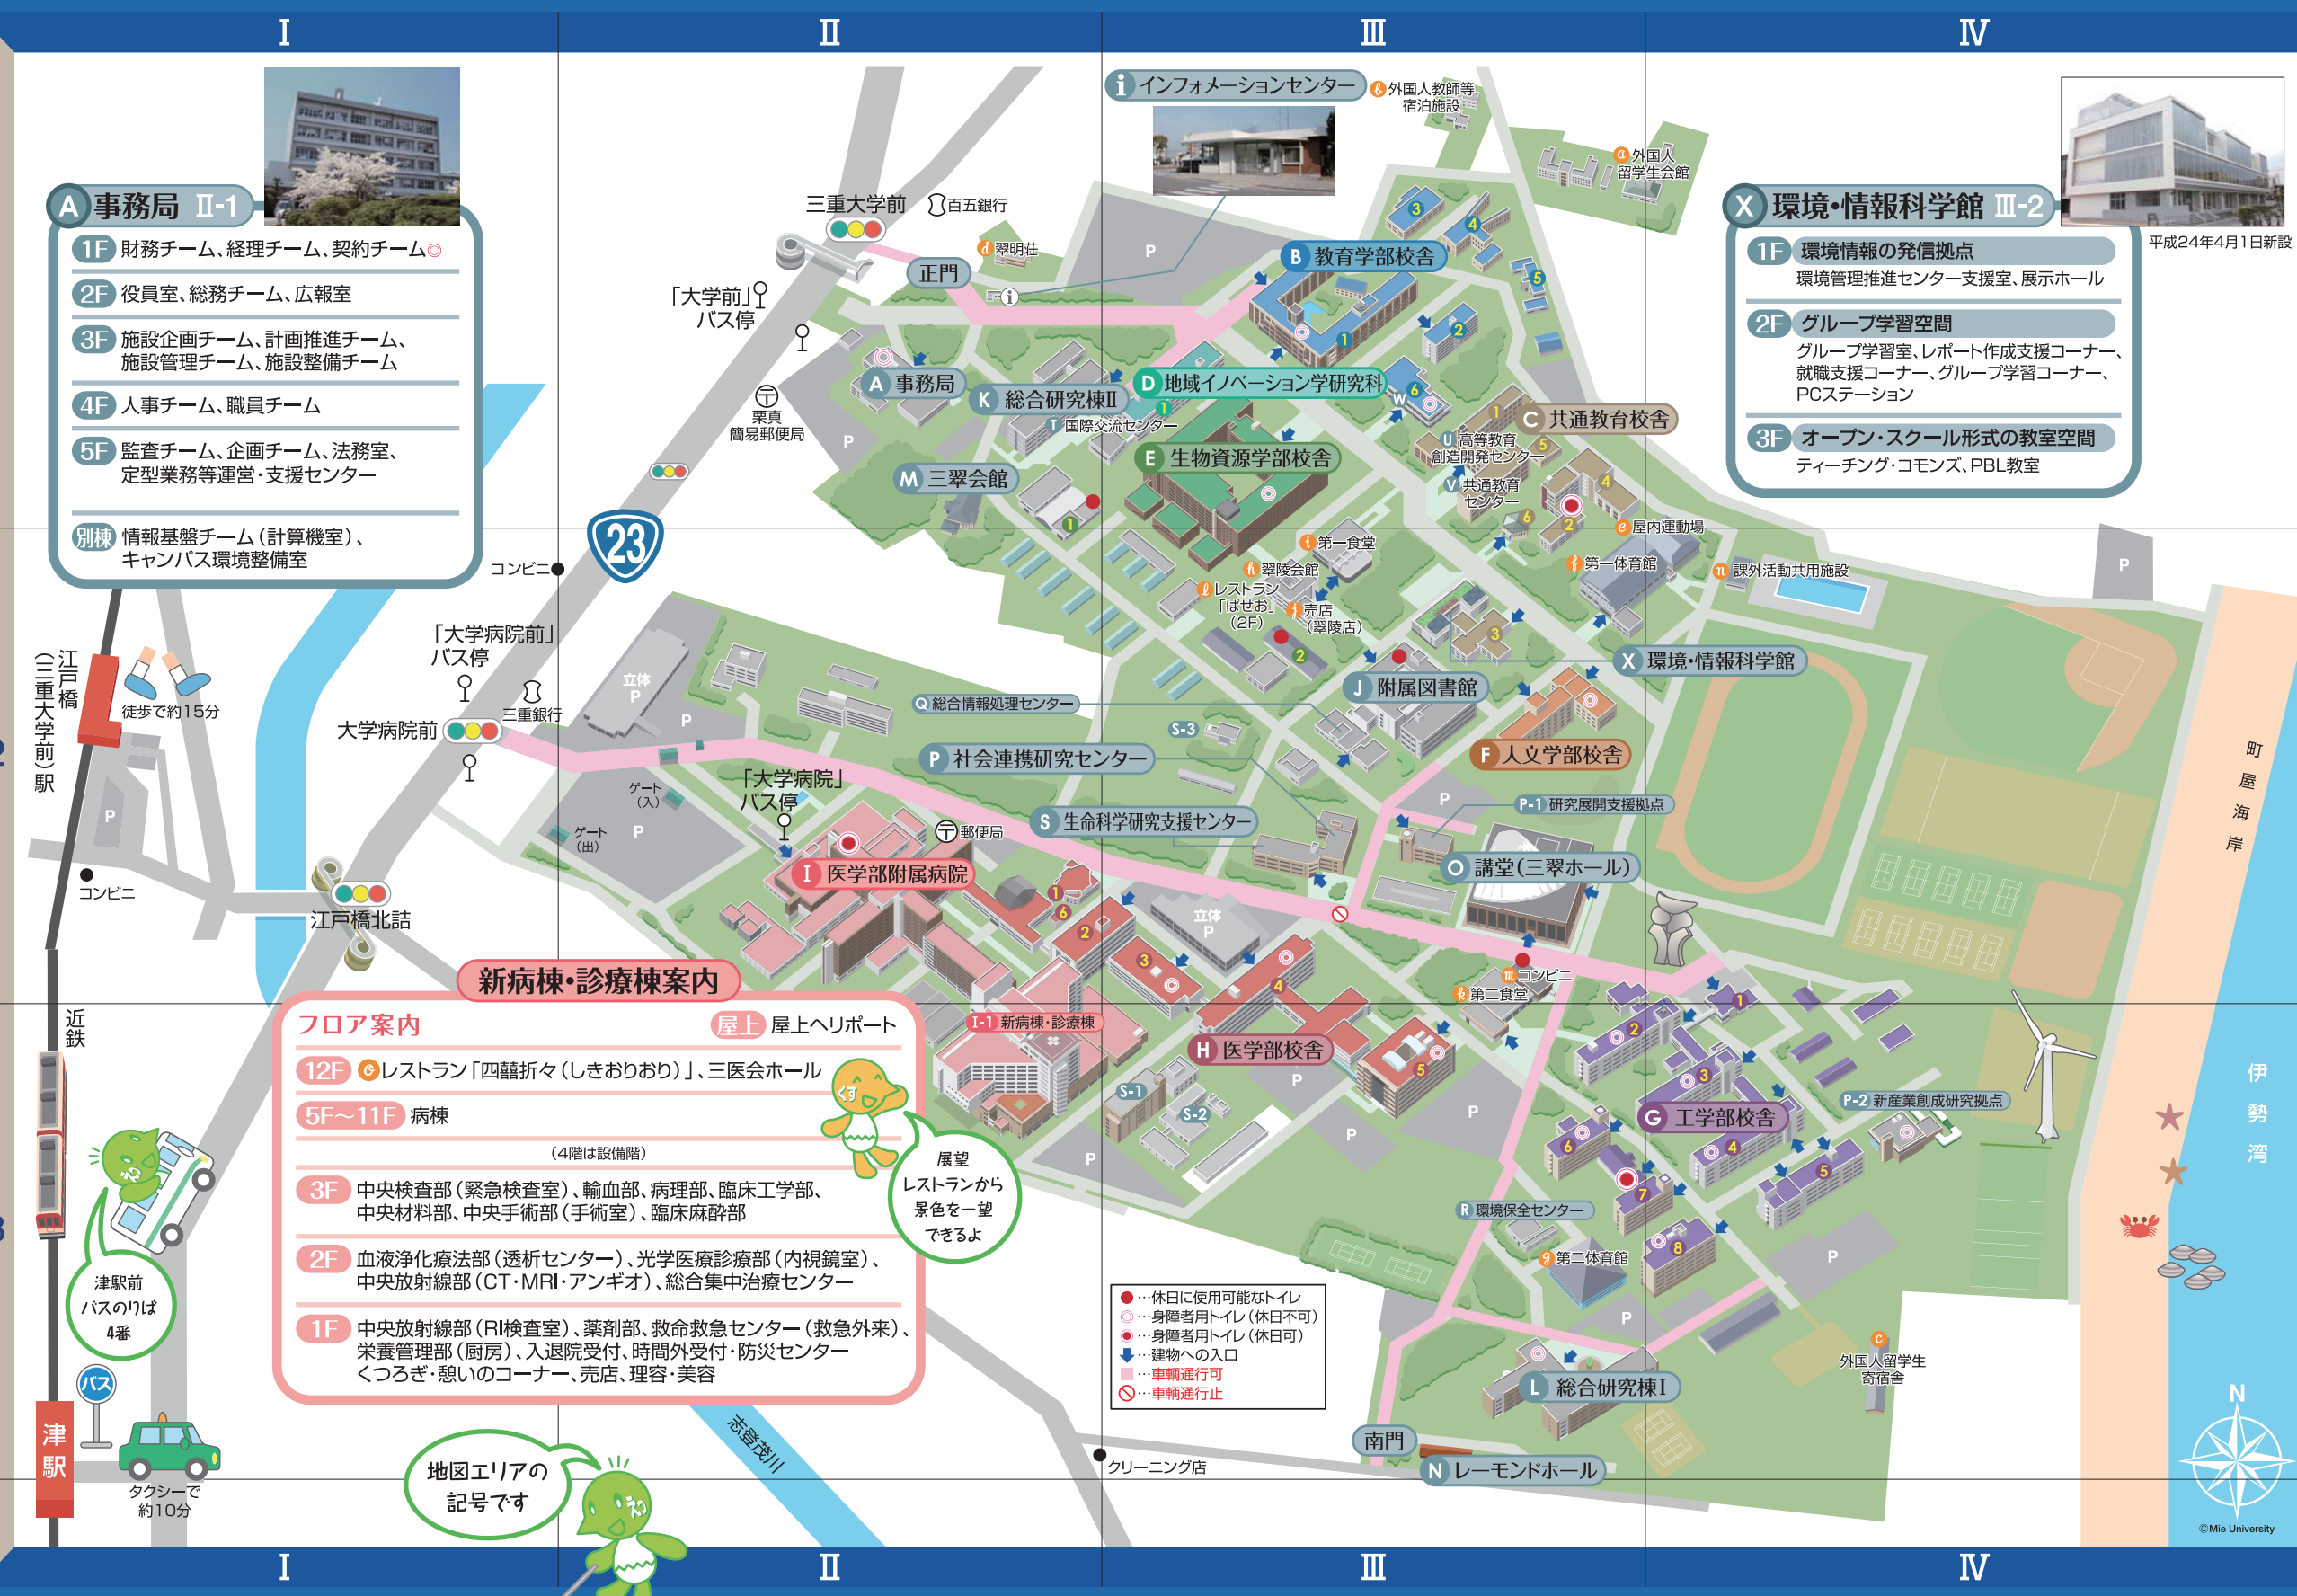 I
II
III
IV
A 事務局 II-1
1F 財務チーム、経理チーム、契約チーム◎
2F 役員室、総務チーム、広報室
3F 施設企画チーム、計画推進チーム、
施設管理チーム、施設整備チーム
4F 人事チーム、職員チーム
5F 監査チーム、企画チーム、法務室、
定型業務等運営・支援センター
別棟 情報基盤チーム(計算機室)、
キャンパス環境整備室
i インフォメーションセンター
b 外国人教師等
宿泊施設
a 外国人
留学生会館
X 環境・情報科学館 III-2
平成24年4月1日新設
1F 環境情報の発信拠点
環境管理推進センター支援室、展示ホール
2F グループ学習空間
グループ学習室、レポート作成支援コーナー、
就職支援コーナー、グループ学習コーナー、
PCステーション
3F オープン・スクール形式の教室空間
ティーチング・コモンズ、PBL教室
三重大学前
百五銀行
d 翠明荘
正門
i
P
「大学前」
バス停
B 教育学部校舎
3
4
5
1
2
6
W
A 事務局
K 総合研究棟II
D 地域イノベーション学研究科
1
T 国際交流センター
C 共通教育校舎
1
5
U 高等教育
創造開発センター
V 共通教育
センター
4
2
6
〒
栗真
簡易郵便局
P
E 生物資源学部校舎
M 三翠会館
1
e 屋内運動場
f 第一体育館
n 課外活動共用施設
P
23
コンビニ
i 第一食堂
h 翠陵会館
l レストラン
「ばせお」
(2F)
j 売店
(翠陵店)
2
3
X 環境・情報科学館
江戸橋
(三重大学前)駅
徒歩で約15分
P
コンビニ
「大学病院前」
バス停
三重銀行
大学病院前
立体
P
P
ゲート
(入)
ゲート
(出)
P
「大学病院」
バス停
〒郵便局
Q 総合情報処理センター
J 附属図書館
S-3
P 社会連携研究センター
F 人文学部校舎
P
P-1 研究展開支援拠点
S 生命科学研究支援センター
O 講堂(三翠ホール)
町屋海岸
I 医学部附属病院
1
6
2
3
4
5
立体
P
江戸橋北詰
m コンビニ
k 第二食堂
I-1 新病棟・診療棟
H 医学部校舎
P
S-1
S-2
P
P
P
1
2
3
4
5
6
7
8
G 工学部校舎
P-2 新産業創成研究拠点
R 環境保全センター
g 第二体育館
P
P
伊勢湾
近鉄
新病棟・診療棟案内
フロア案内
屋上 屋上ヘリポート
12F レストラン「四囍折々(しきおりおり)」、三医会ホール
5F〜11F 病棟
(4階は設備階)
3F 中央検査部(緊急検査室)、輸血部、病理部、臨床工学部、
中央材料部、中央手術部(手術室)、臨床麻酔部
2F 血液浄化療法部(透析センター)、光学医療診療部(内視鏡室)、
中央放射線部(CT・MRI・アンギオ)、総合集中治療センター
1F 中央放射線部(RI検査室)、薬剤部、救命救急センター(救急外来)、
栄養管理部(厨房)、入退院受付、時間外受付・防災センター
くつろぎ・憩いのコーナー、売店、理容・美容
くす
展望
レストランから
景色を一望
できるよ
津駅前
バスのりば
4番
バス
津駅
タクシーで
約10分
地図エリアの
記号です
志登茂川
クリーニング店
…休日に使用可能なトイレ
…身障者用トイレ(休日不可)
…身障者用トイレ(休日可)
…建物への入口
…車輌通行可
…車輌通行止
L 総合研究棟I
南門
N レーモンドホール
c 外国人留学生
寄宿舎
N
©Mie University
I
II
III
IV